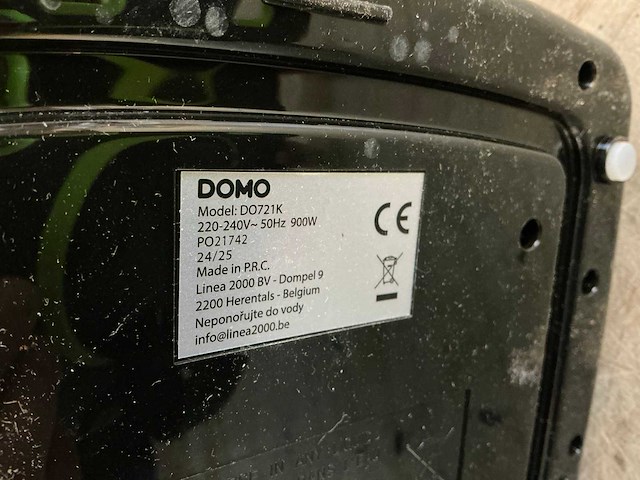 DOMO
Model: DO721K
220-240V~ 50Hz 900W
PO21742
24/25
Made in P.R.C.
Linea 2000 BV - Dompel 9
2200 Herentals - Belgium
Neponořujte do vody
info@linea2000.be
CE